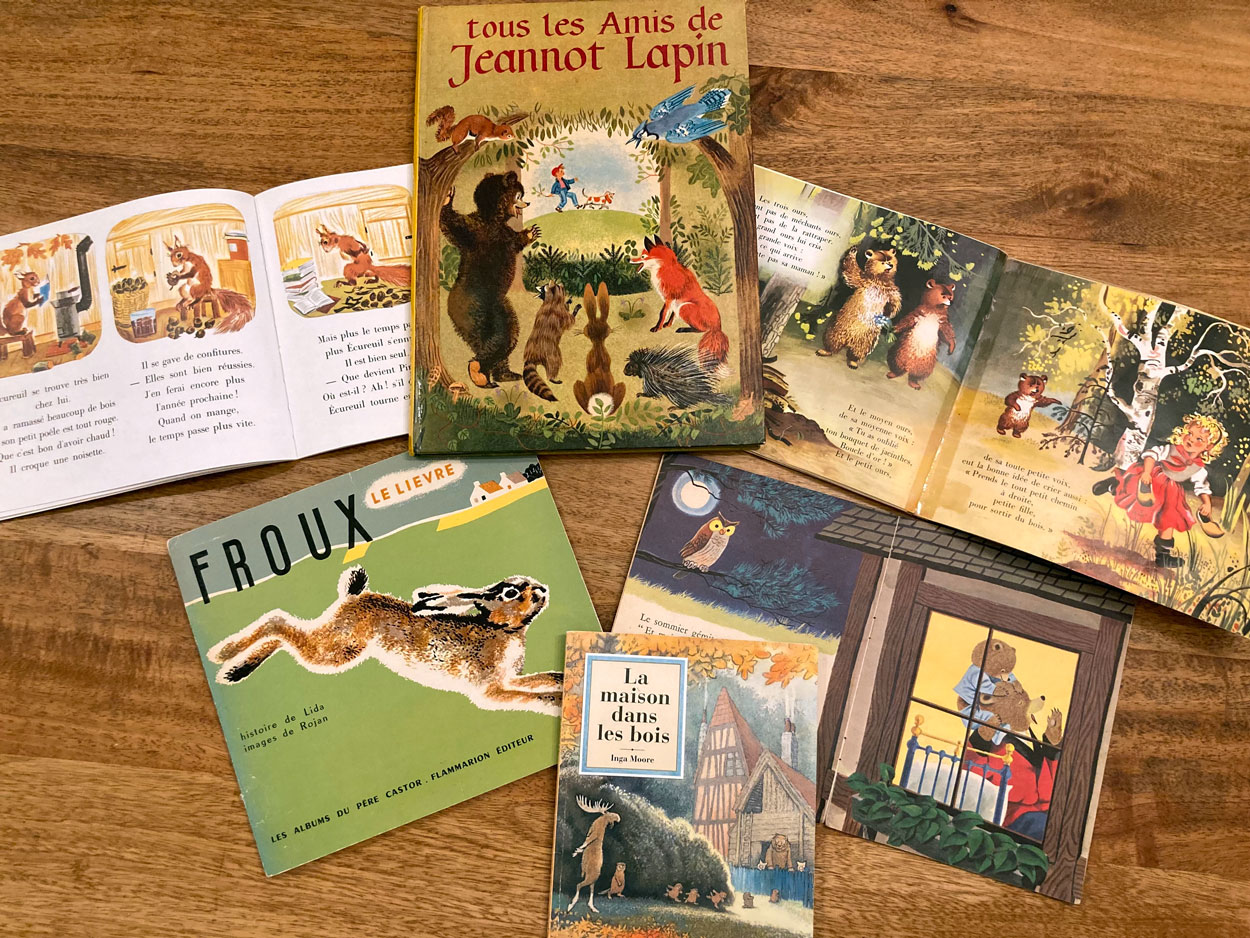 tous les Amis de
Jeannot Lapin
Écureuil se trouve très bien
chez lui.
a ramassé beaucoup de bois
son petit poêle est tout rouge.
Que c'est bon d'avoir chaud !
Il croque une noisette.
Il se gave de confitures.
— Elles sont bien réussies.
J'en ferai encore plus
l'année prochaine !
Quand on mange,
le temps passe plus vite.
Mais plus le temps
plus Écureuil
Il est bien seul.
— Que devient
Où est-il ? Ah !
Écureuil tourne
Les trois ours,
pas de méchants ours,
pas de la rattraper.
grand ours lui cria,
grande voix :
ce qui arrive
pas sa maman ! »
Et le moyen ours,
de sa moyenne voix :
« Tu as oublié
ton bouquet de jacinthes,
Boucle d'or ! »
Et le petit ours,
de sa toute petite voix,
eut la bonne idée de crier aussi :
« Prends le tout petit chemin
à droite,
petite fille,
pour sortir du bois. »
FROUX
LE LIEVRE
histoire de Lida
images de Rojan
LES ALBUMS DU PÈRE CASTOR . FLAMMARION ÉDITEUR
Le sommier
" Et
La
maison
dans
les bois
Inga Moore